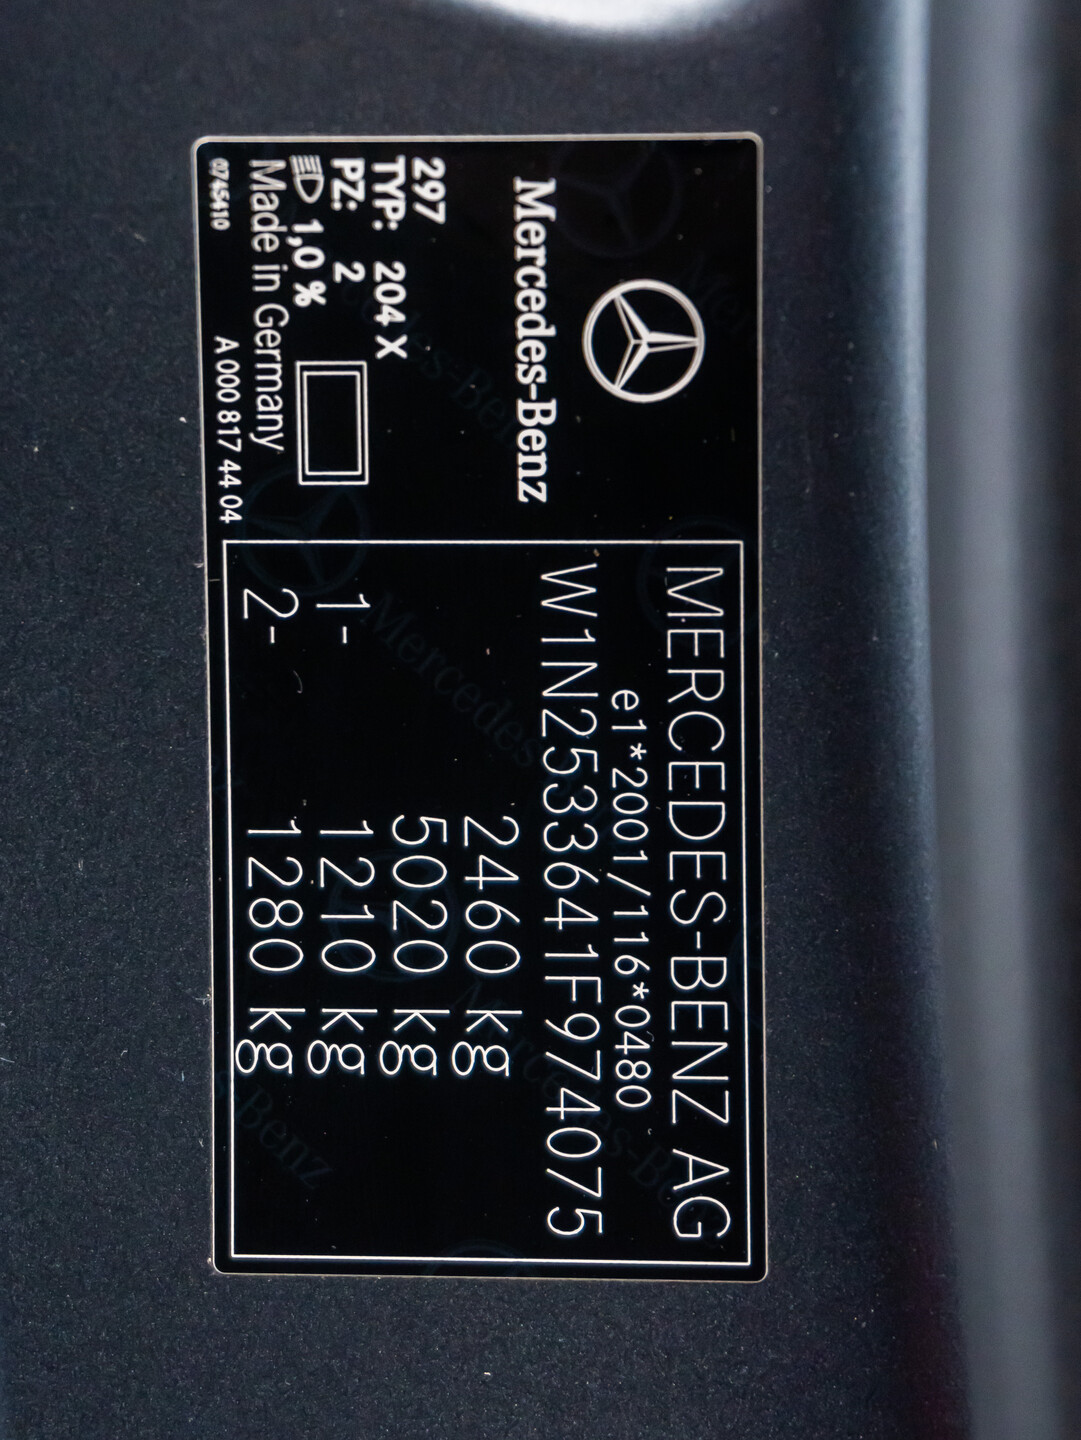 Mercedes-Benz
297
TYP: 204 X
PZ: 2
1,0 %
Made in Germany
0745410
A 000 817 44 04
MERCEDES-BENZ AG
e1*2001/116*0480
W1N2533641F974075
2460 kg
5020 kg
1- 1210 kg
2- 1280 kg